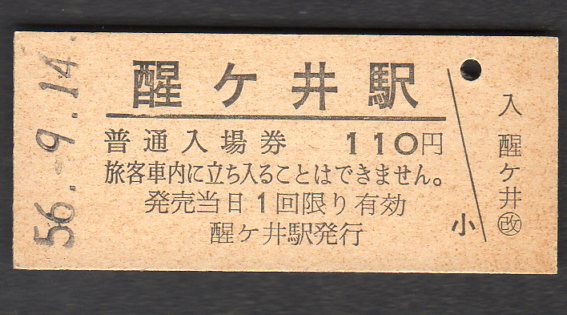 56.-9.14.
醒ケ井駅
普通入場券 110円
旅客車内に立ち入ることはできません。
発売当日1回限り有効
醒ケ井駅発行
小
入 醒ケ井 改